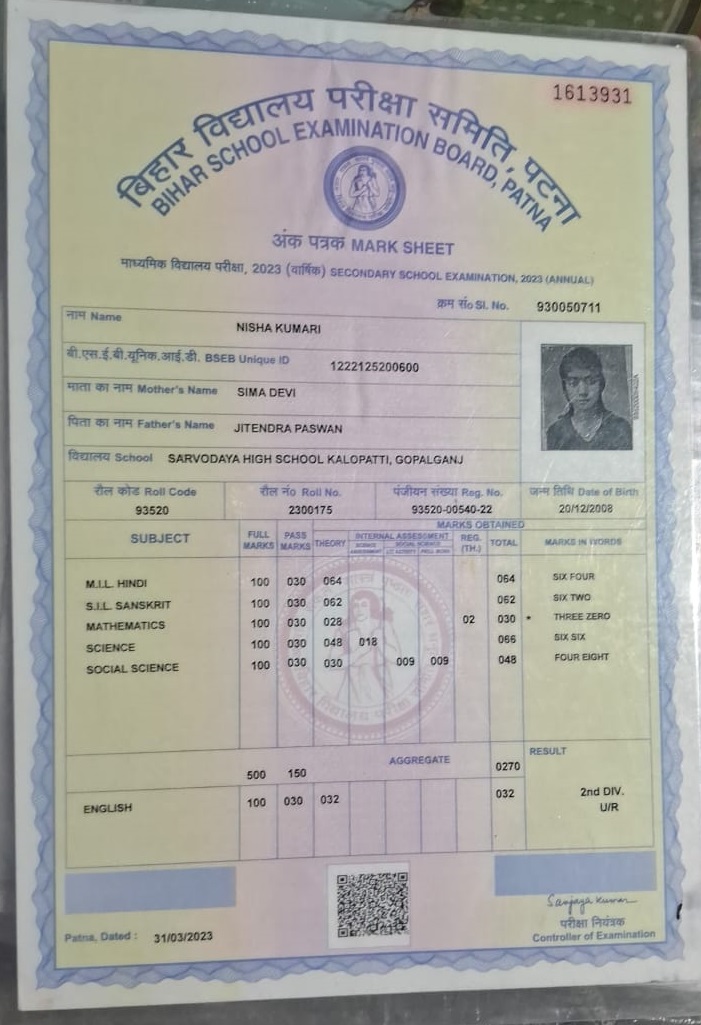 1613931
बिहार विद्यालय परीक्षा समिति, पटना
BIHAR SCHOOL EXAMINATION BOARD, PATNA
अंक पत्रक MARK SHEET
माध्यमिक विद्यालय परीक्षा, 2023 (वार्षिक) SECONDARY SCHOOL EXAMINATION, 2023 (ANNUAL)
क्रम सं० Sl. No. 930050711
नाम Name NISHA KUMARI
बी.एस.ई.बी.यूनिक.आई.डी. BSEB Unique ID 1222125200600
माता का नाम Mother's Name SIMA DEVI
पिता का नाम Father's Name JITENDRA PASWAN
विद्यालय School SARVODAYA HIGH SCHOOL KALOPATTI, GOPALGANJ
रौल कोड Roll Code रौल नं० Roll No. पंजीयन संख्या Reg. No. जन्म तिथि Date of Birth
93520 2300175 93520-00540-22 20/12/2008
MARKS OBTAINED
SUBJECT FULL MARKS PASS MARKS THEORY INTERNAL ASSESSMENT REG. (TH.) TOTAL MARKS IN WORDS
SCIENCE SOCIAL SCIENCE
M.I.L. HINDI 100 030 064 064 SIX FOUR
S.I.L. SANSKRIT 100 030 062 062 SIX TWO
MATHEMATICS 100 030 028 02 030 * THREE ZERO
SCIENCE 100 030 048 018 066 SIX SIX
SOCIAL SCIENCE 100 030 030 009 009 048 FOUR EIGHT
500 150 AGGREGATE 0270 RESULT
ENGLISH 100 030 032 032 2nd DIV.
U/R
Sanjaya Kumar
परीक्षा नियंत्रक
Patna, Dated : 31/03/2023 Controller of Examination